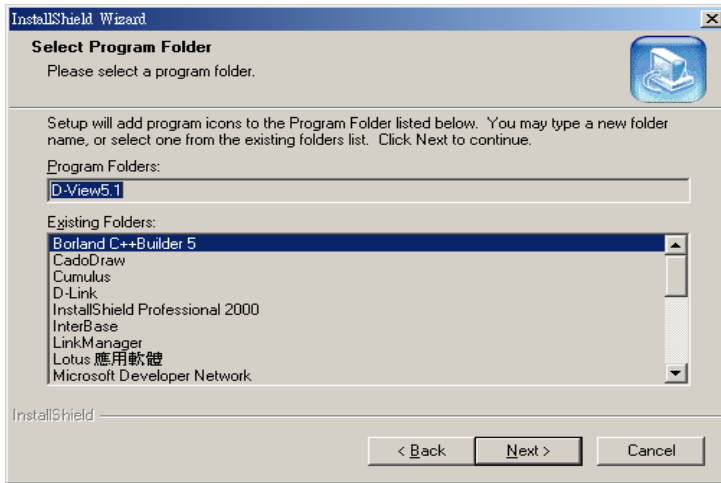 InstallShield Wizard
Select Program Folder
Please select a program folder.
Setup will add program icons to the Program Folder listed below.  You may type a new folder
name, or select one from the existing folders list.  Click Next to continue.
Program Folders:
D-View5.1
Existing Folders:
Borland C++Builder 5
CadoDraw
Cumulus
D-Link
InstallShield Professional 2000
InterBase
LinkManager
Lotus 應用軟體
Microsoft Developer Network
InstallShield
< Back
Next >
Cancel